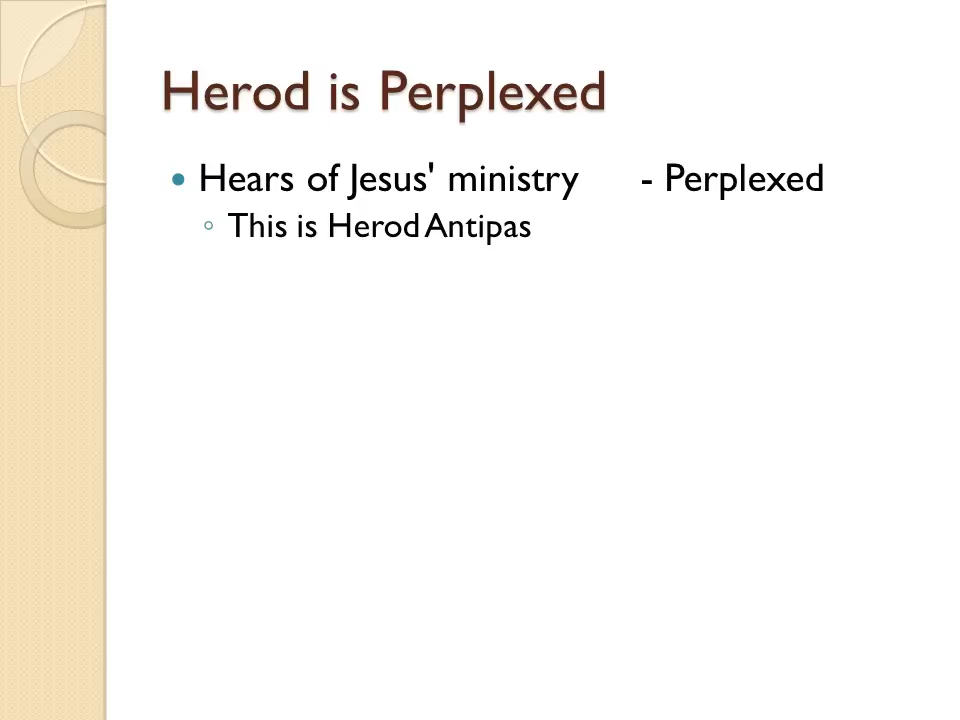 Herod is Perplexed
• Hears of Jesus' ministry - Perplexed
◦ This is Herod Antipas